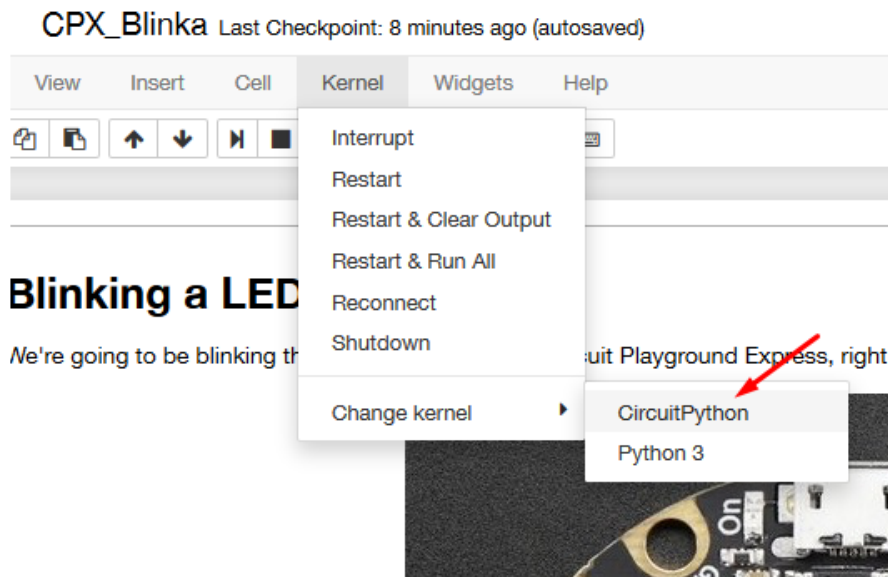 CPX_Blinka Last Checkpoint: 8 minutes ago (autosaved)
View Insert Cell Kernel Widgets Help
Interrupt
Restart
Restart & Clear Output
Restart & Run All
Reconnect
Shutdown
Change kernel
CircuitPython
Python 3
Blinking a LED
We're going to be blinking th
cuit Playground Express, right
On